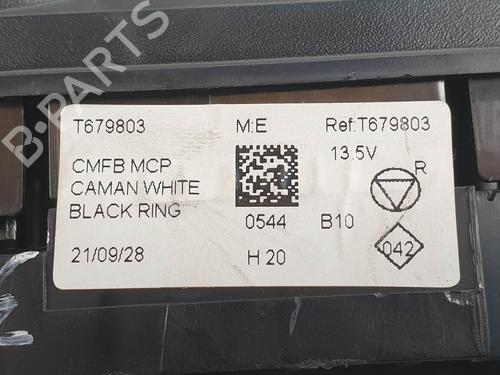 T679803 M:E Ref:T679803
CMFB MCP 13.5V
CAMAN WHITE R
BLACK RING 0544 B10
21/09/28 H 20 042
B-PARTS